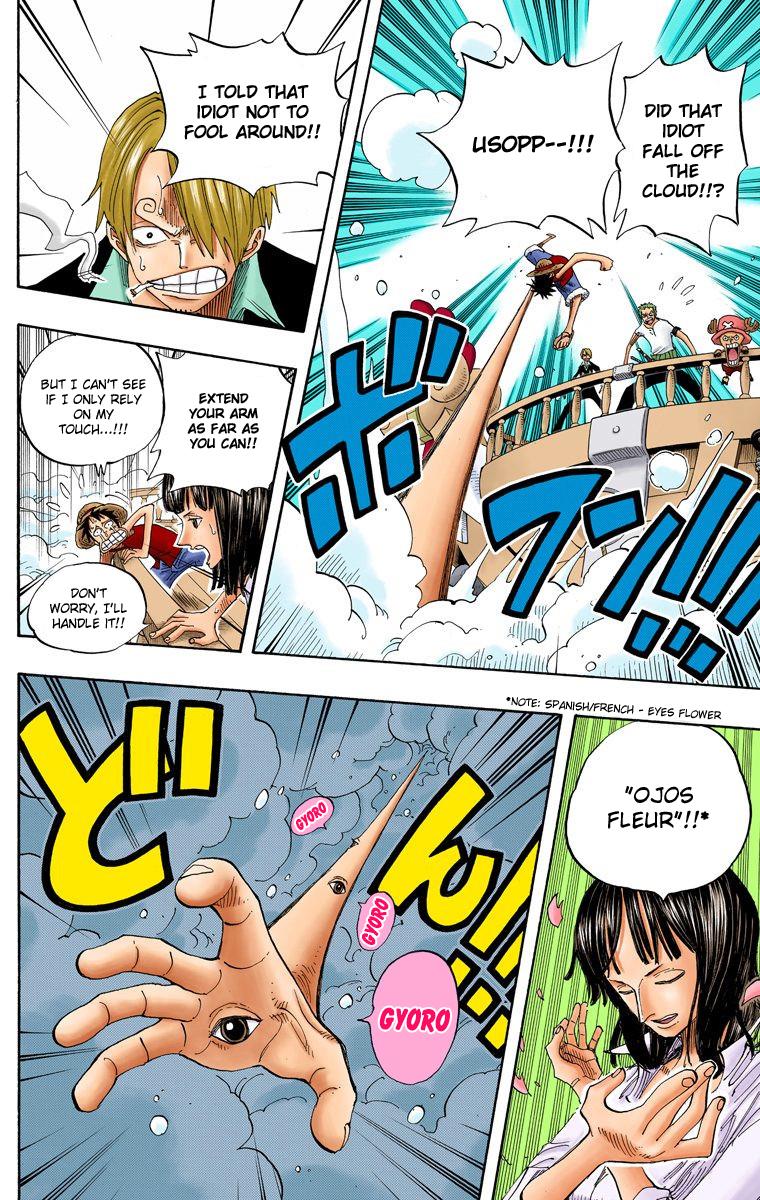 DID THAT
IDIOT
FALL OFF
THE
CLOUD!!?
USOPP--!!!
ボフン!!!
I TOLD THAT
IDIOT NOT TO
FOOL AROUND!!
EXTEND
YOUR ARM
AS FAR AS
YOU CAN!!
BUT I CAN'T SEE
IF I ONLY RELY
ON MY
TOUCH...!!!
DON'T
WORRY, I'LL
HANDLE IT!!
*NOTE: SPANISH/FRENCH - EYES FLOWER
"OJOS
FLEUR"!!*
どん!!!
GYORO
GYORO
GYORO